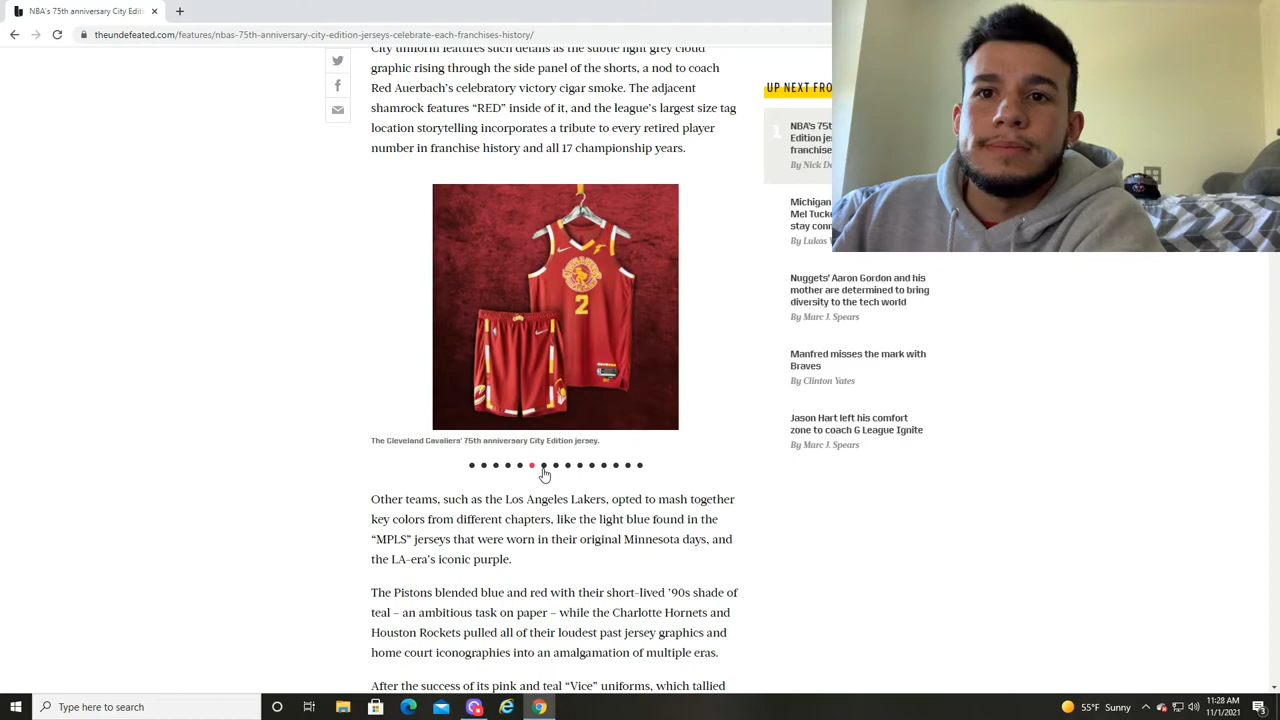 NBA's 75th Anniversary City Editi
theundefeated.com/features/nbas-75th-anniversary-city-edition-jerseys-celebrate-each-franchises-history/
City uniform features such details as the subtle light grey cloud
graphic rising through the side panel of the shorts, a nod to coach
Red Auerbach's celebratory victory cigar smoke. The adjacent
shamrock features “RED” inside of it, and the league's largest size tag
location storytelling incorporates a tribute to every retired player
number in franchise history and all 17 championship years.
2
The Cleveland Cavaliers' 75th anniversary City Edition jersey.
Other teams, such as the Los Angeles Lakers, opted to mash together
key colors from different chapters, like the light blue found in the
“MPLS” jerseys that were worn in their original Minnesota days, and
the LA-era's iconic purple.
The Pistons blended blue and red with their short-lived ’90s shade of
teal – an ambitious task on paper – while the Charlotte Hornets and
Houston Rockets pulled all of their loudest past jersey graphics and
home court iconographies into an amalgamation of multiple eras.
After the success of its pink and teal “Vice” uniforms, which tallied
UP NEXT FRO
1
NBA's 75t
Edition je
franchise
By Nick De
Michigan
Mel Tucke
stay conn
By Lukas
Nuggets' Aaron Gordon and his
mother are determined to bring
diversity to the tech world
By Marc J. Spears
Manfred misses the mark with
Braves
By Clinton Yates
Jason Hart left his comfort
zone to coach G League Ignite
By Marc J. Spears
Type here to search
55°F Sunny
11:28 AM
11/1/2021